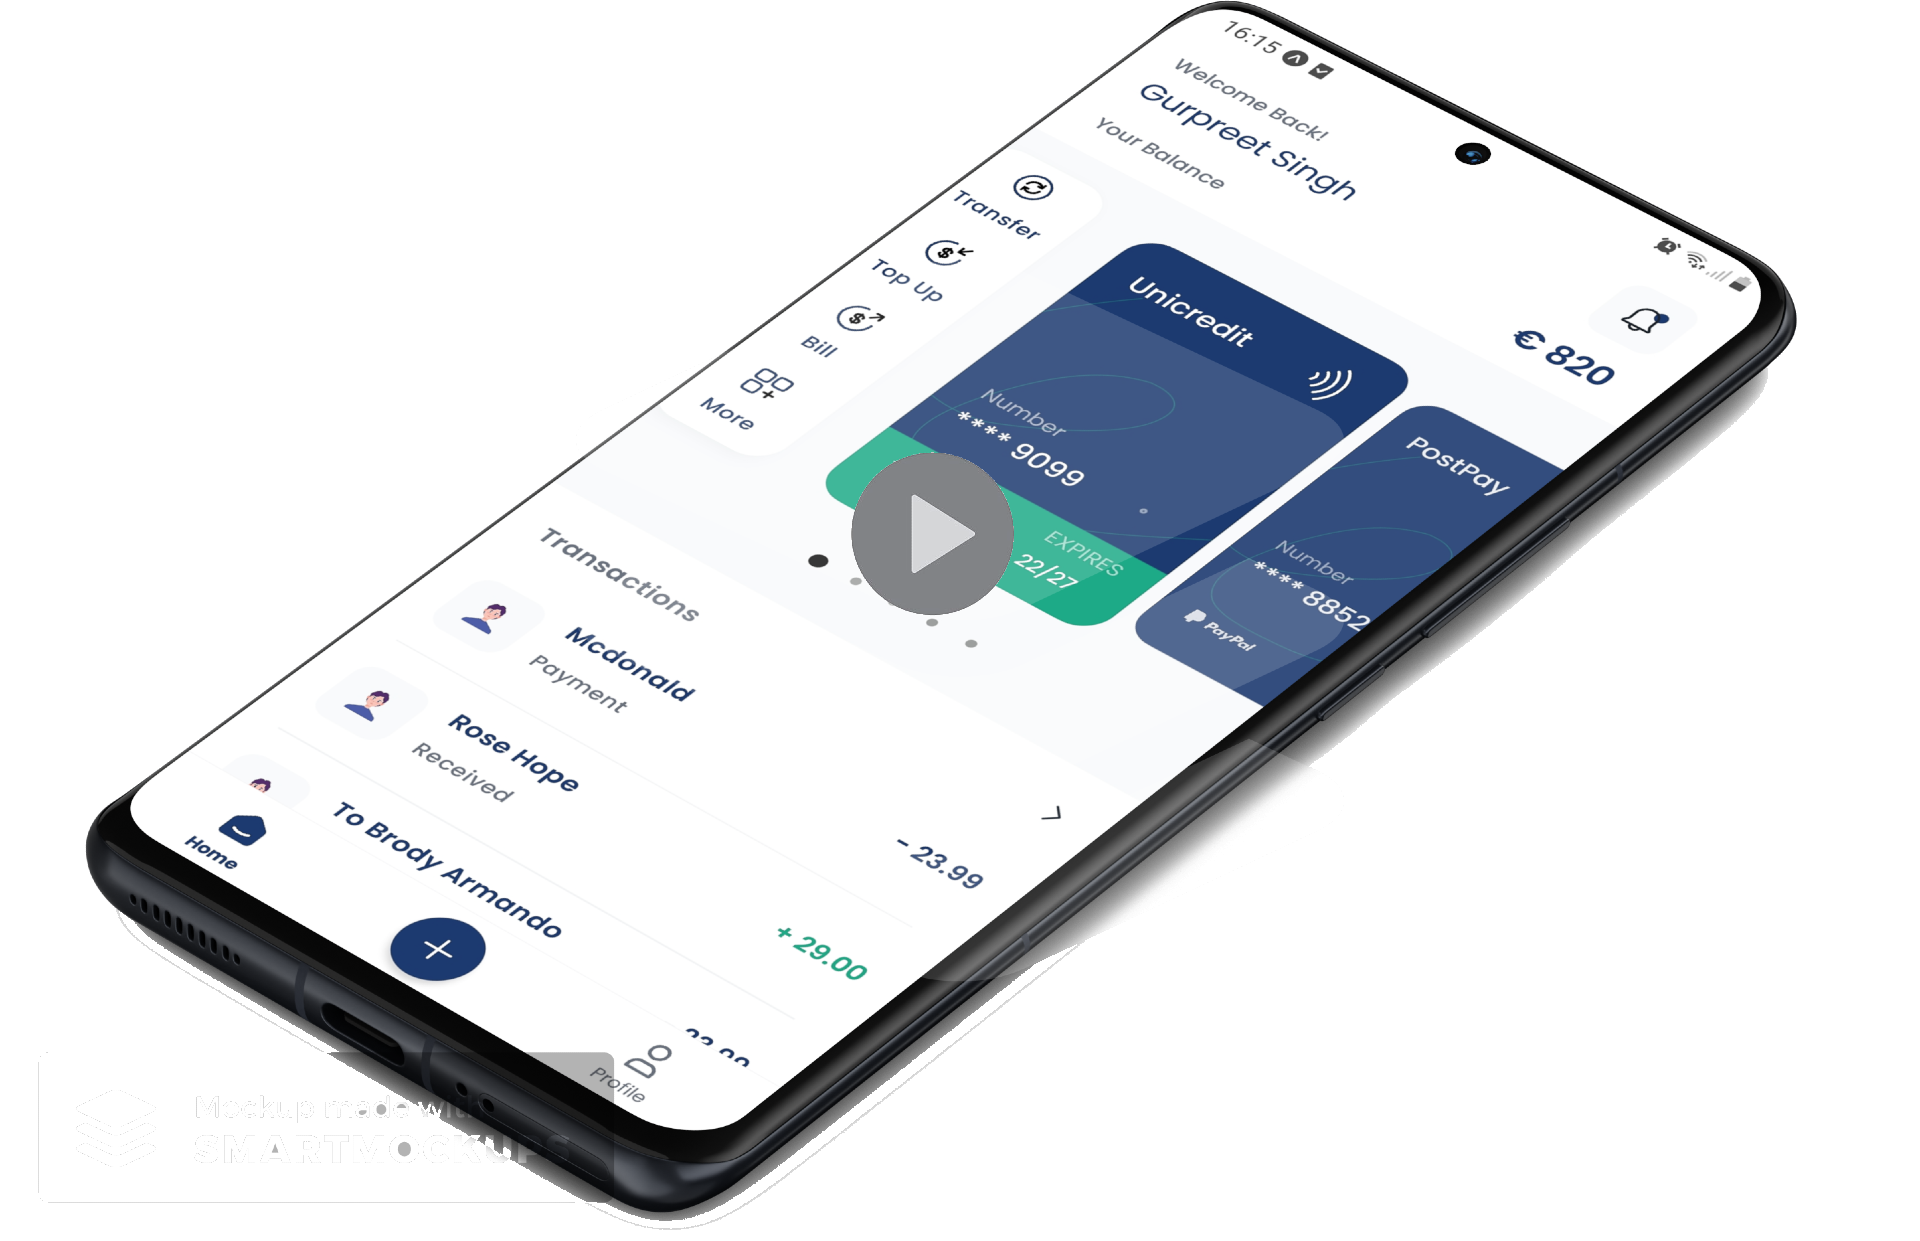 16:15
Welcome Back!
Gurpreet Singh
Your Balance
€ 820
Transfer
Top Up
Bill
More
Unicredit
Number
**** 9099
EXPIRES
22/27
PostPay
Number
**** 8852
PayPal
Transactions
Mcdonald
Payment
- 23.99
Rose Hope
Received
+ 29.00
To Brody Armando
Home
Profile
Mockup made with
SMARTMOCKUPS